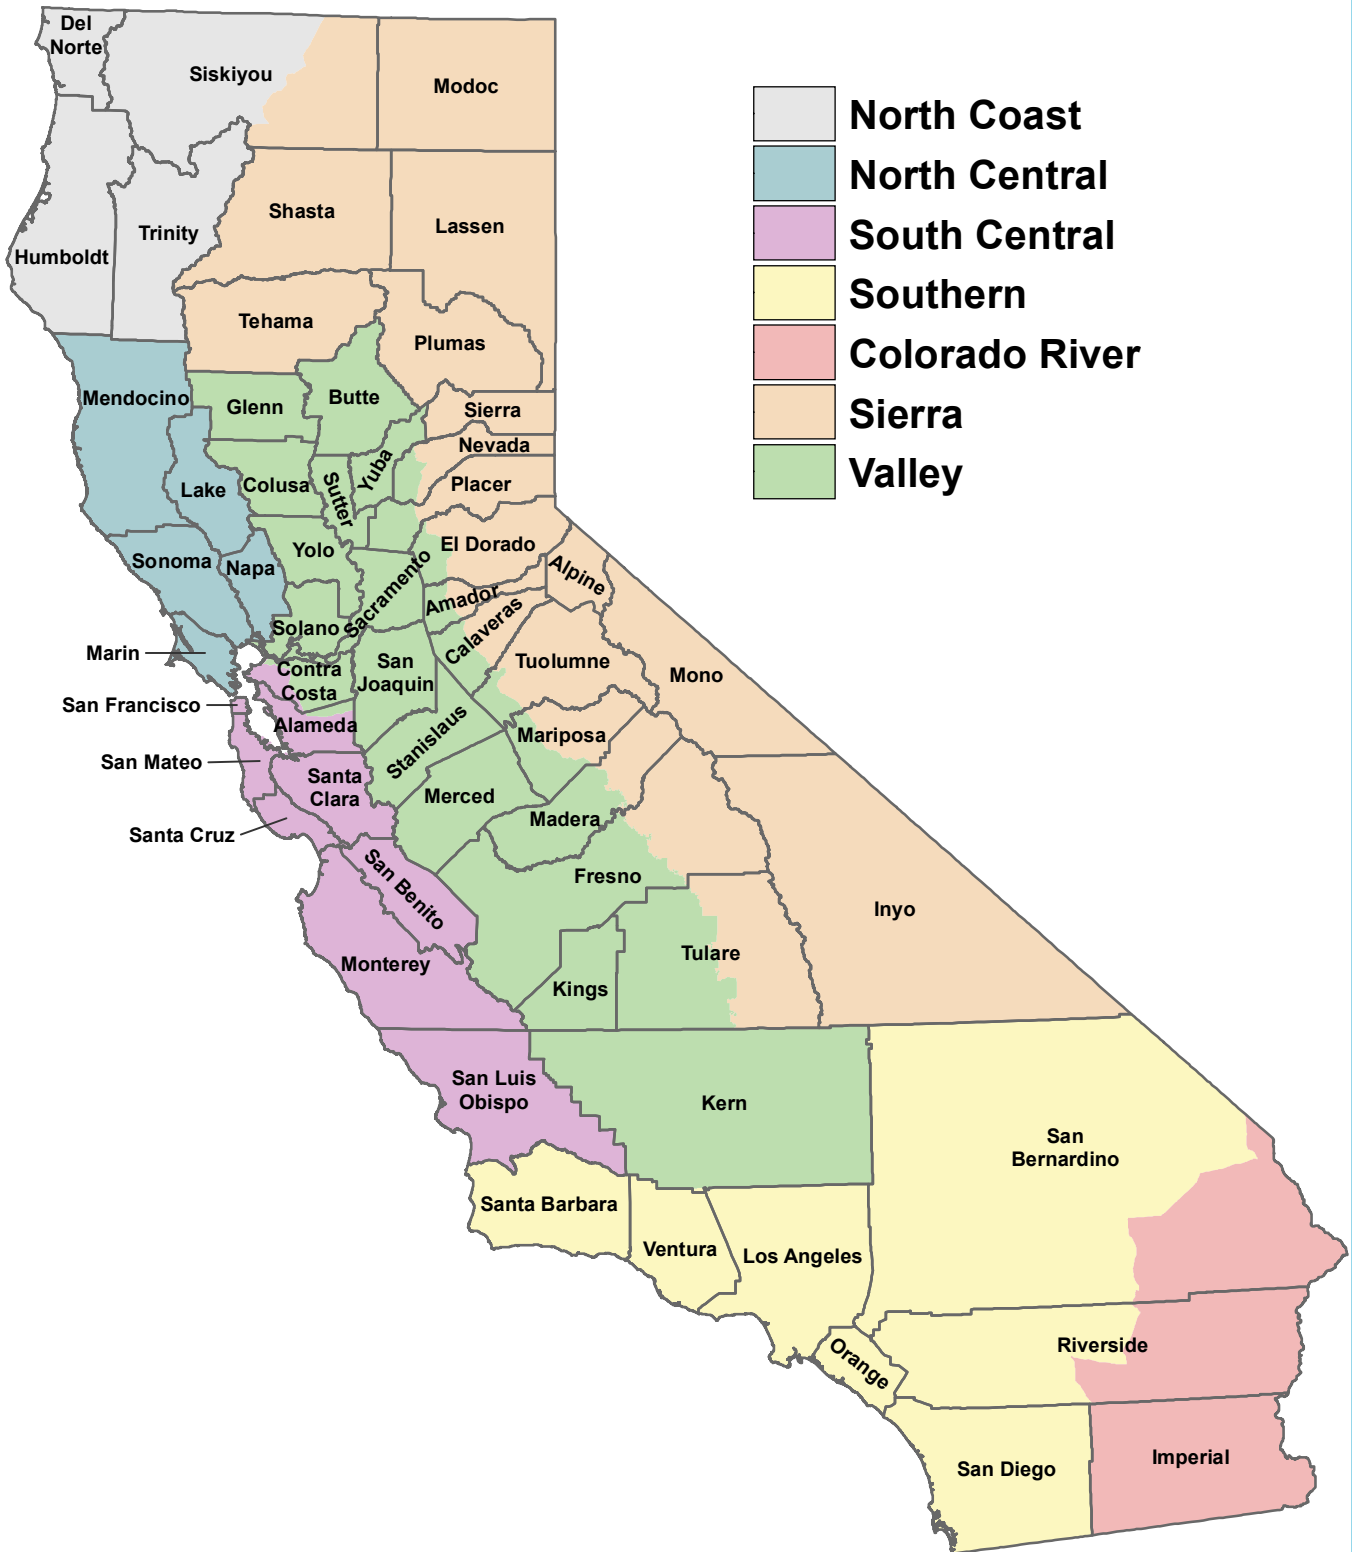 Del
Norte
Siskiyou
Modoc
North Coast
North Central
South Central
Southern
Colorado River
Sierra
Valley
Shasta
Lassen
Trinity
Humboldt
Tehama
Plumas
Mendocino
Glenn
Butte
Sierra
Nevada
Yuba
Placer
Lake
Colusa
Sutter
El Dorado
Yolo
Sonoma
Napa
Sacramento
Alpine
Amador
Solano
Calaveras
Marin
Contra
Costa
San
Joaquin
Tuolumne
Mono
San Francisco
Alameda
Stanislaus
Mariposa
San Mateo
Santa
Clara
Merced
Santa Cruz
Madera
San Benito
Fresno
Inyo
Monterey
Tulare
Kings
San Luis
Obispo
Kern
San
Bernardino
Santa Barbara
Ventura
Los Angeles
Orange
Riverside
San Diego
Imperial